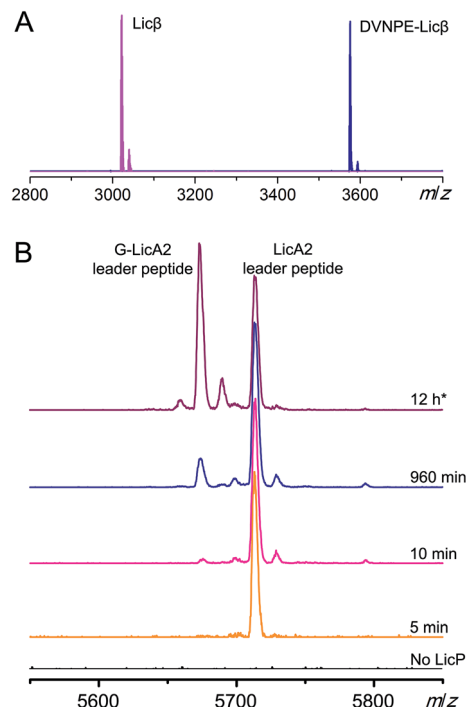 A
Licβ
DVNPE-Licβ
2800 3000 3200 3400 3600 m/z
B
G-LicA2
leader peptide
LicA2
leader peptide
12 h*
960 min
10 min
5 min
No LicP
5600 5700 5800 m/z